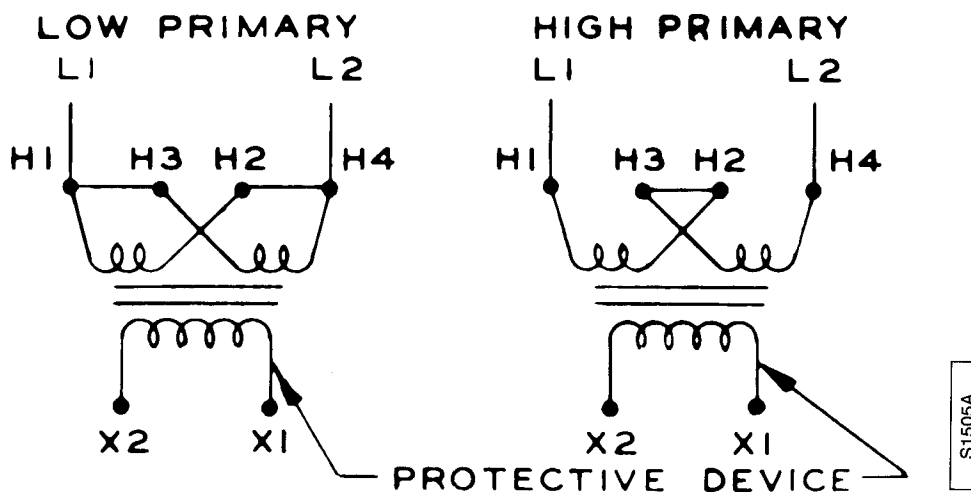 LOW PRIMARY
L1 L2
H1 H3 H2 H4
X2 X1
HIGH PRIMARY
L1 L2
H1 H3 H2 H4
X2 X1
PROTECTIVE DEVICE
S1505A